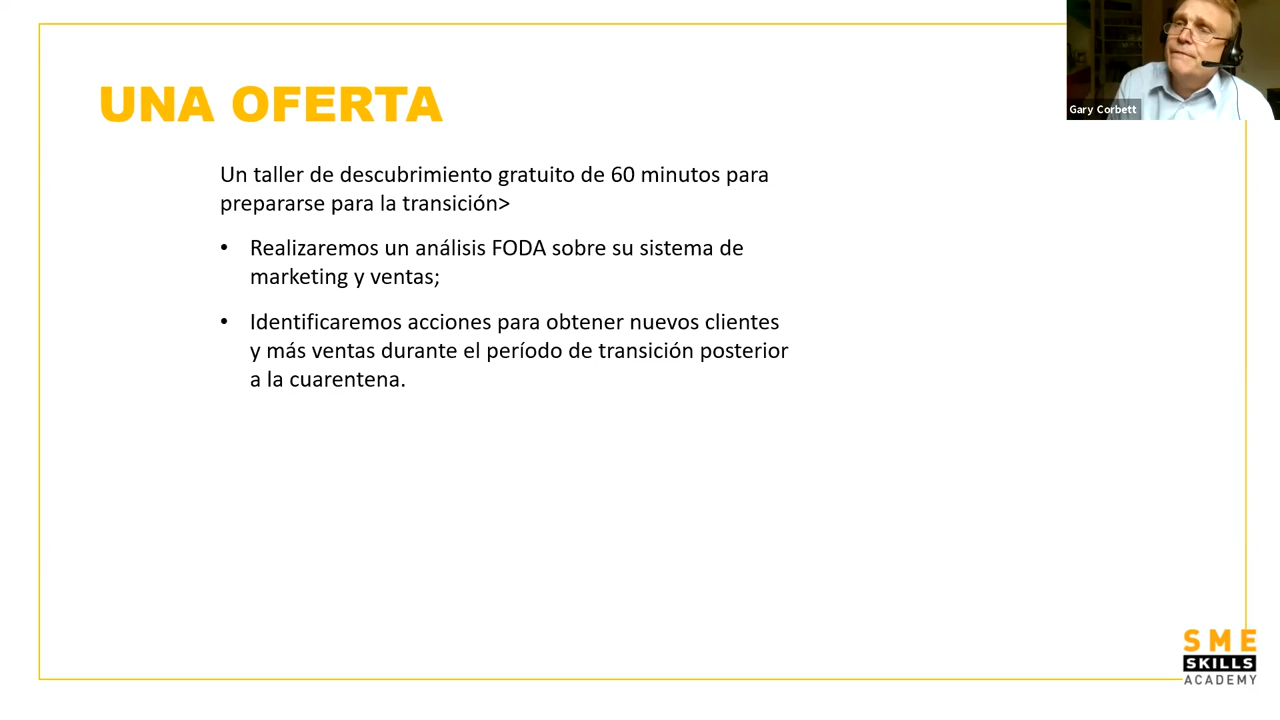 UNA OFERTA
Un taller de descubrimiento gratuito de 60 minutos para
prepararse para la transición>
• Realizaremos un análisis FODA sobre su sistema de
marketing y ventas;
• Identificaremos acciones para obtener nuevos clientes
y más ventas durante el período de transición posterior
a la cuarentena.
Gary Corbett
SME
SKILLS
ACADEMY